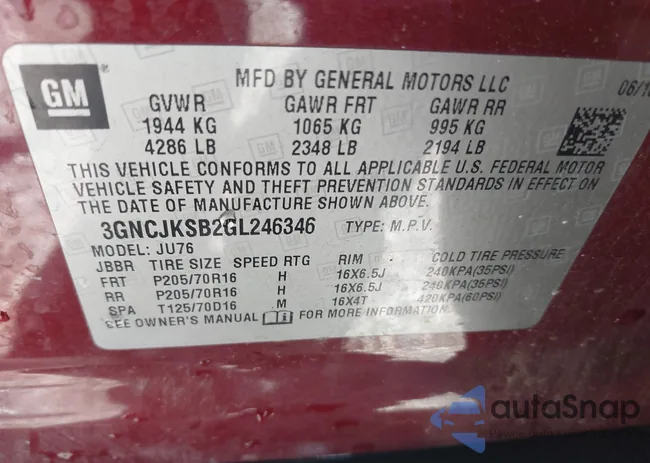 GM
MFD BY GENERAL MOTORS LLC
GVWR GAWR FRT GAWR RR
1944 KG 1065 KG 995 KG
4286 LB 2348 LB 2194 LB
THIS VEHICLE CONFORMS TO ALL APPLICABLE U.S. FEDERAL MOTOR
VEHICLE SAFETY AND THEFT PREVENTION STANDARDS IN EFFECT ON
THE DATE OF MANUFACTURE SHOWN ABOVE.
3GNCJKSB2GL246346 TYPE: M.P.V.
MODEL: JU76
JBBR TIRE SIZE SPEED RTG RIM COLD TIRE PRESSURE
FRT P205/70R16 H 16X6.5J 240KPA(35PSI)
RR P205/70R16 H 16X6.5J 240KPA(35PSI)
SPA T125/70D16 M 16X4T 420KPA(60PSI)
SEE OWNER'S MANUAL FOR MORE INFORMATION
autaSnap